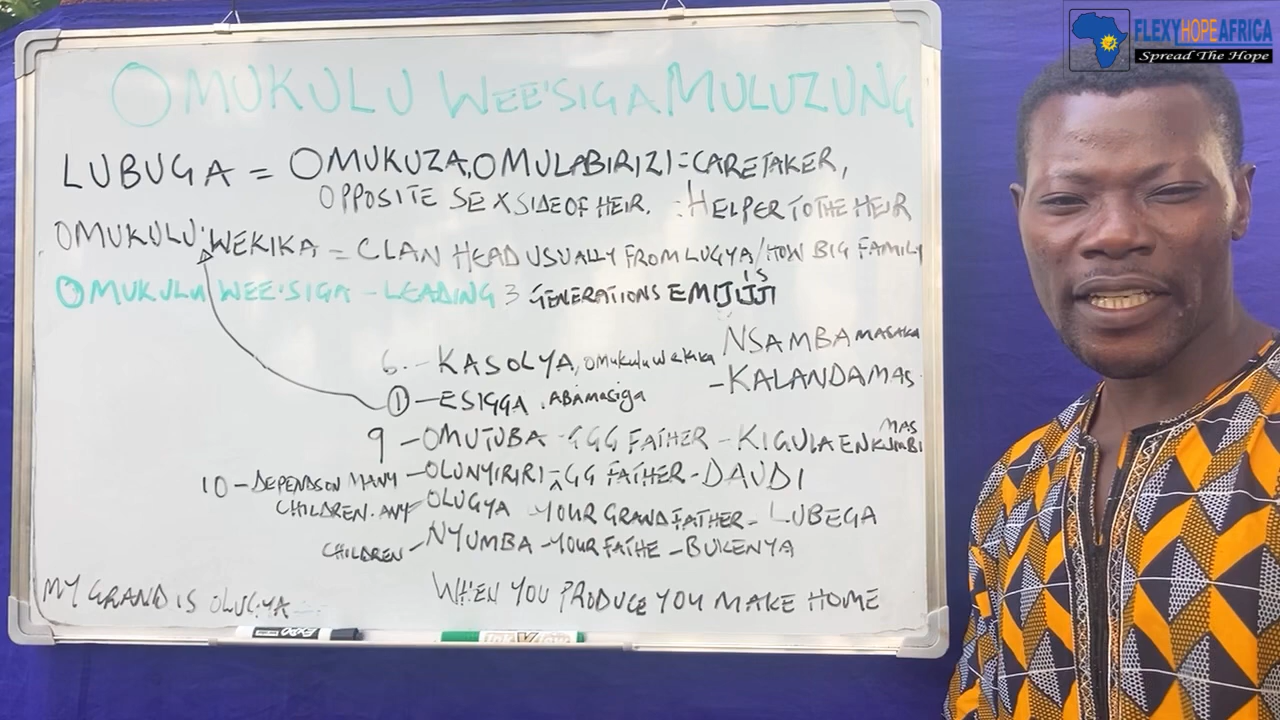 FLEXYHOPEAFRICA
Spread The Hope
OMUKULU WEE'SIGA MULUZUNG
LUBUGA = OMUKUZA, OMULABIRIZI = CARETAKER,
OPPOSITE SEX SIDE OF HEIR. = HELPER TO THE HEIR
OMUKULU WEKIKA = CLAN HEAD USUALLY FROM LUGYA/HOW BIG FAMILY IS
OMUKULU WEE'SIGA - LEADING 3 GENERATIONS EMIJIJI
6 - KASOLYA, OMUKULU WEKIKA NSAMBA MASAKA
- KALANDA MAS
1 - ESIGGA, ABAMASIGA
9 - OMUTUBA - GGG FATHER - KIGULA ENKUMBI MAS
10 - DEPENDS ON MANY - OLUNYIRIRI - GG FATHER - DAUDI
CHILDREN. ANY OLUGYA - YOUR GRANDFATHER - LUBEGA
CHILDREN - NYUMBA - YOUR FATHE - BUKENYA
MY GRAND IS OLUGYA
WHEN YOU PRODUCE YOU MAKE HOME